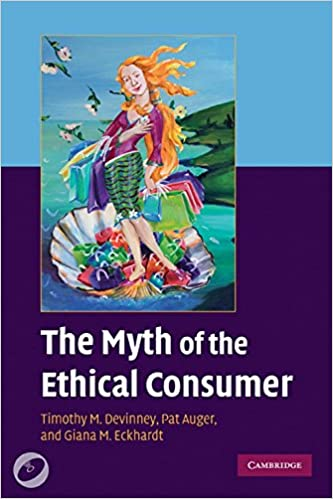 The Myth of the
Ethical Consumer
Timothy M. Devinney, Pat Auger,
and Giana M. Eckhardt
CAMBRIDGE